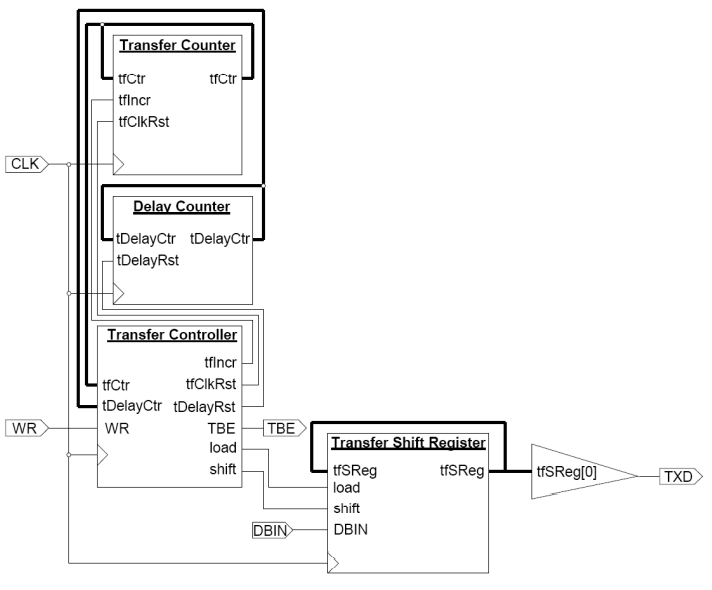 Transfer Counter
tfCtr tfCtr
tfIncr
tfClkRst
CLK
Delay Counter
tDelayCtr tDelayCtr
tDelayRst
Transfer Controller
tfIncr
tfCtr tfClkRst
tDelayCtr tDelayRst
WR WR TBE TBE
load
shift
Transfer Shift Register
tfSReg tfSReg tfSReg[0] TXD
load
shift
DBIN DBIN